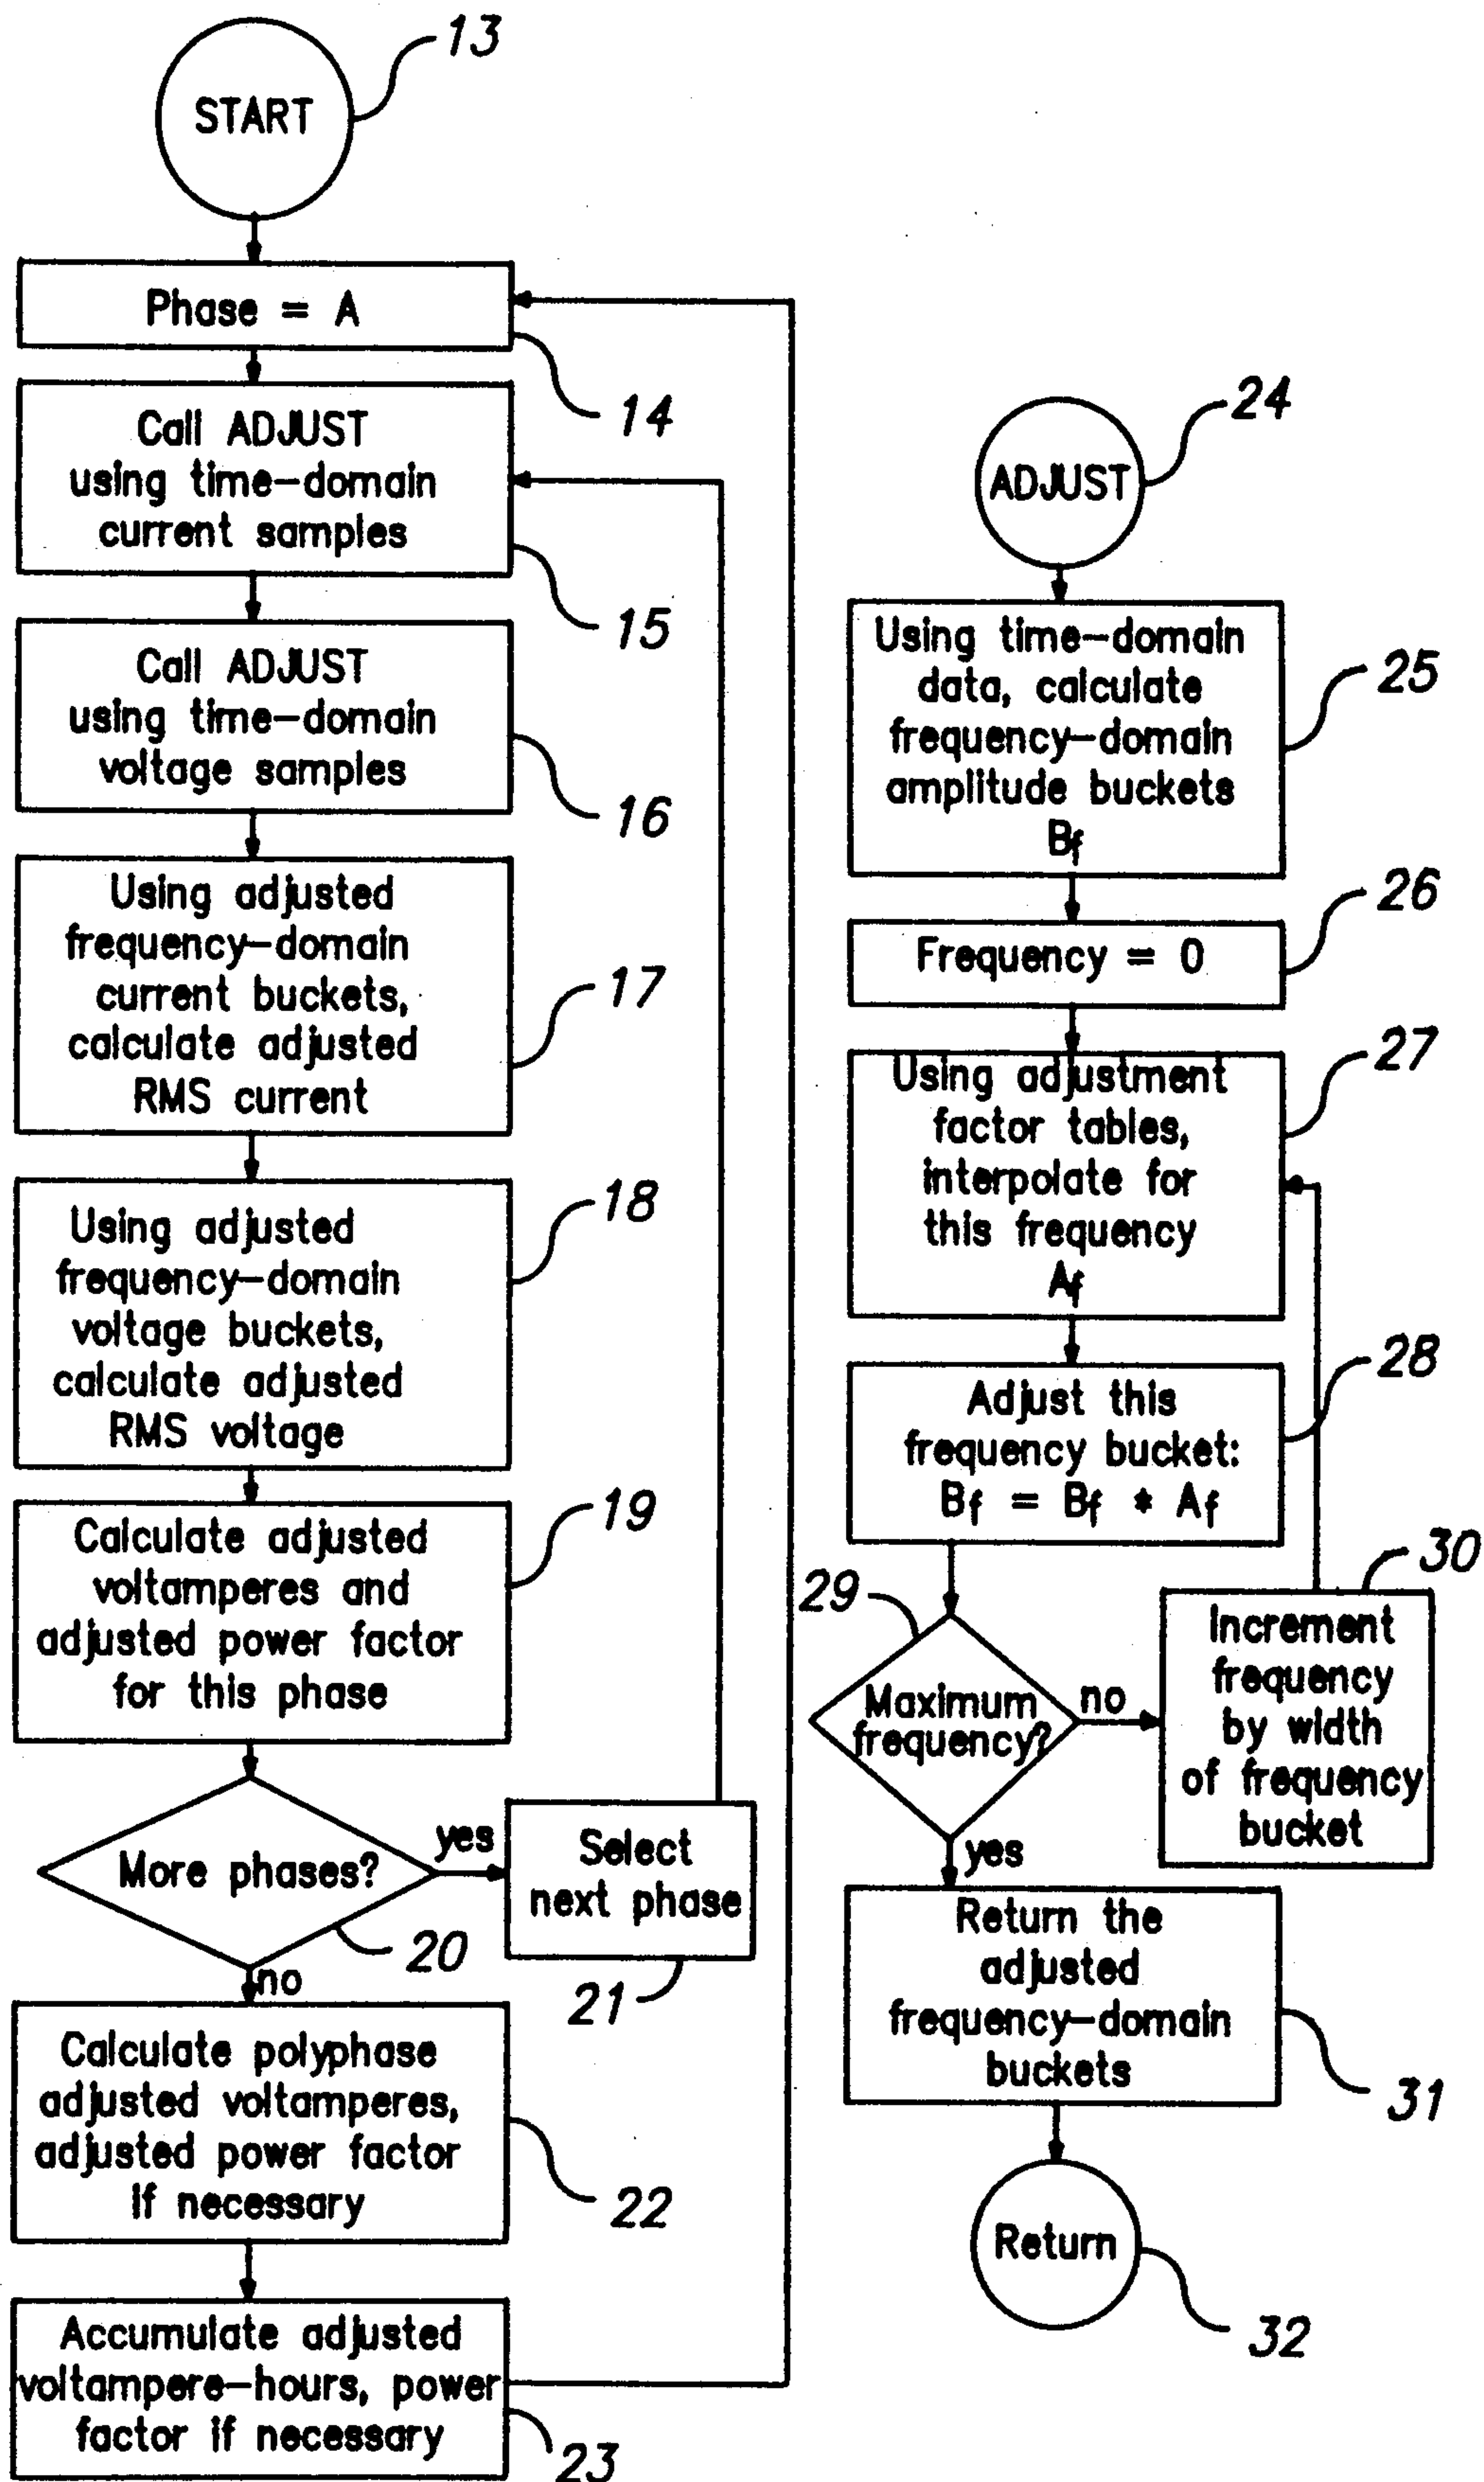 START
13
Phase = A
14
Call ADJUST
using time-domain
current samples
15
Call ADJUST
using time-domain
voltage samples
16
Using adjusted
frequency-domain
current buckets,
calculate adjusted
RMS current
17
Using adjusted
frequency-domain
voltage buckets,
calculate adjusted
RMS voltage
18
Calculate adjusted
voltamperes and
adjusted power factor
for this phase
19
More phases?
yes
20
no
Select
next phase
21
Calculate polyphase
adjusted voltamperes,
adjusted power factor
if necessary
22
Accumulate adjusted
voltampere-hours, power
factor if necessary
23
ADJUST
24
Using time-domain
data, calculate
frequency-domain
amplitude buckets
Bf
25
Frequency = 0
26
Using adjustment
factor tables,
interpolate for
this frequency
Af
27
Adjust this
frequency bucket:
Bf = Bf * Af
28
29
Maximum
frequency?
no
yes
30
Increment
frequency
by width
of frequency
bucket
Return the
adjusted
frequency-domain
buckets
31
Return
32